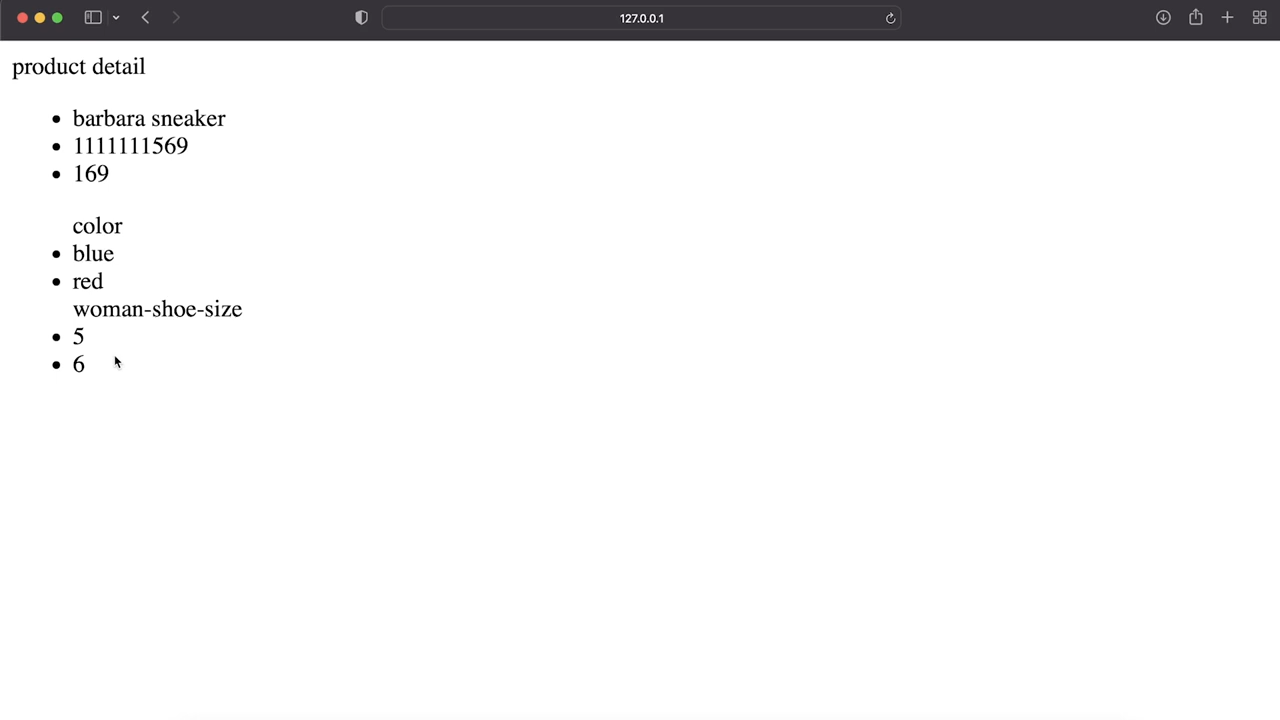 127.0.0.1
product detail
barbara sneaker
1111111569
169
color
blue
red
woman-shoe-size
5
6